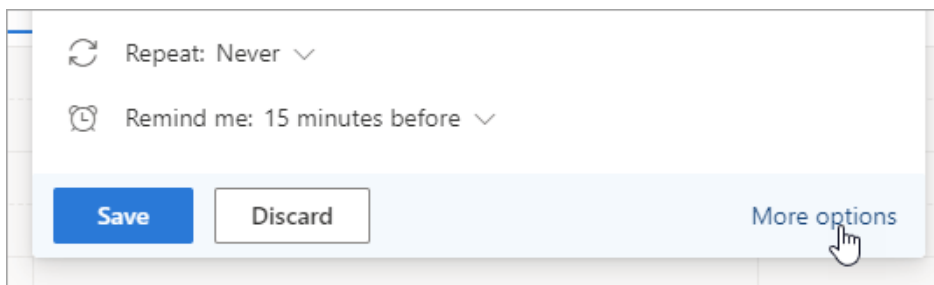 Repeat: Never
Remind me: 15 minutes before
Save Discard More options